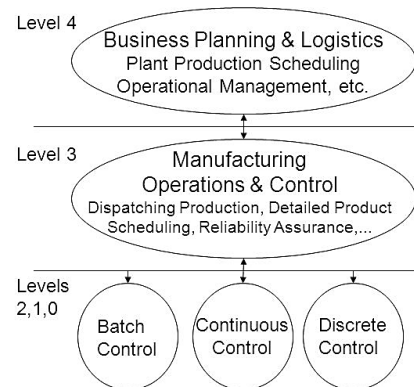 Level 4
Business Planning & Logistics
Plant Production Scheduling
Operational Management, etc.
Level 3
Manufacturing
Operations & Control
Dispatching Production, Detailed Product
Scheduling, Reliability Assurance,...
Levels
2,1,0
Batch
Control
Continuous
Control
Discrete
Control